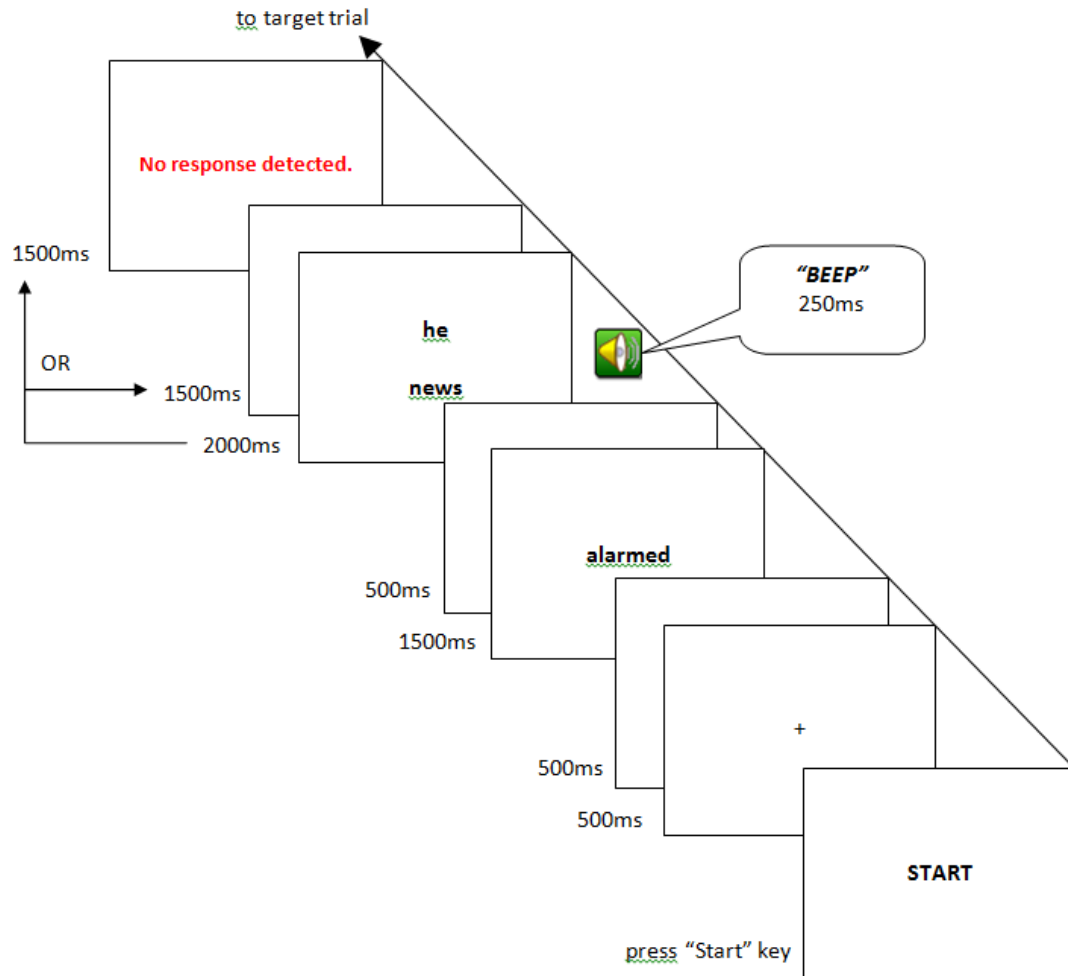 to target trial
No response detected.
1500ms
“BEEP”
250ms
he
OR
news
1500ms
2000ms
alarmed
500ms
1500ms
+
500ms
500ms
START
press “Start” key